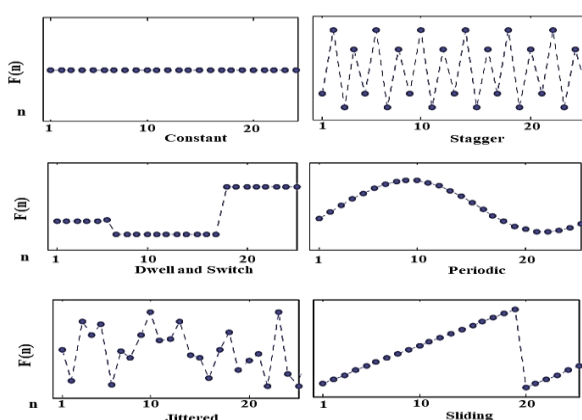 F(n)
n
1 10 20
Constant
1 10 20
Stagger
F(n)
n
1 10 20
Dwell and Switch
1 10 20
Periodic
F(n)
n
1 10 20
Jittered
1 10 20
Sliding